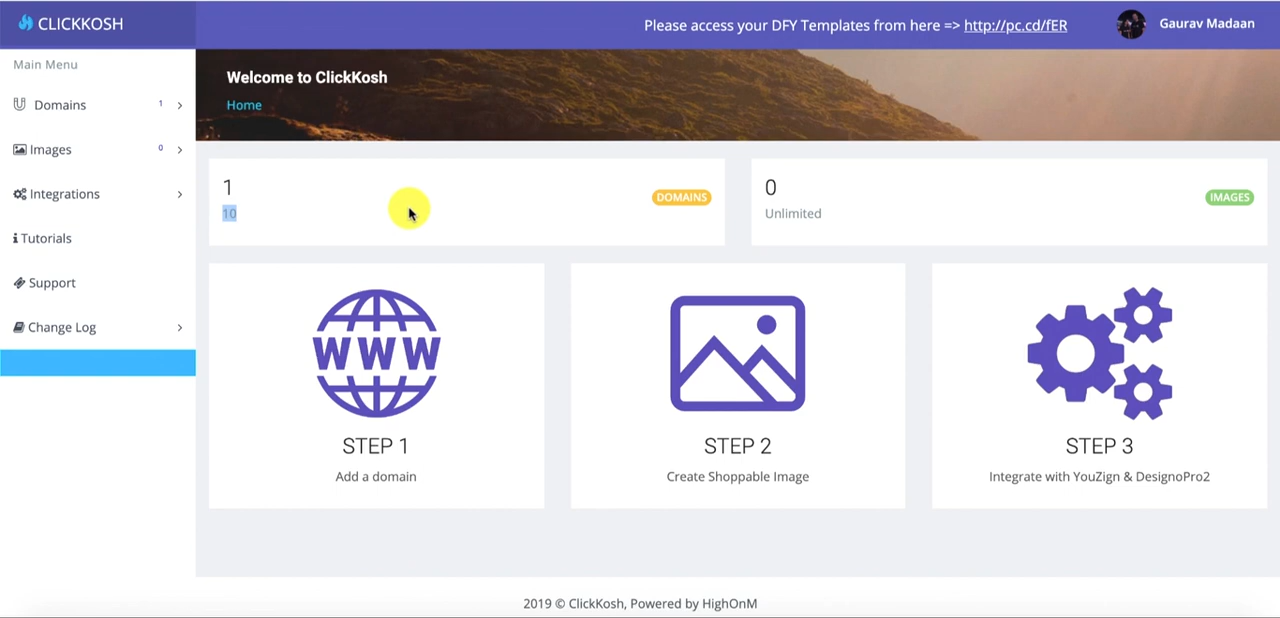 CLICKKOSH
Please access your DFY Templates from here => http://pc.cd/fER
Gaurav Madaan
Main Menu
Domains 1
Images 0
Integrations
Tutorials
Support
Change Log
Welcome to ClickKosh
Home
1
10
DOMAINS
0
Unlimited
IMAGES
WWW
STEP 1
Add a domain
STEP 2
Create Shoppable Image
STEP 3
Integrate with YouZign & DesignoPro2
2019 © ClickKosh, Powered by HighOnM